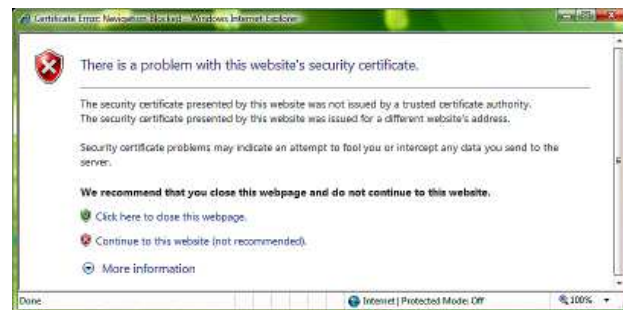 Certificate Error: Navigation Blocked - Windows Internet Explorer
There is a problem with this website's security certificate.
The security certificate presented by this website was not issued by a trusted certificate authority.
The security certificate presented by this website was issued for a different website's address.
Security certificate problems may indicate an attempt to fool you or intercept any data you send to the
server.
We recommend that you close this webpage and do not continue to this website.
Click here to close this webpage.
Continue to this website (not recommended).
More information
Done Internet | Protected Mode: Off 100%